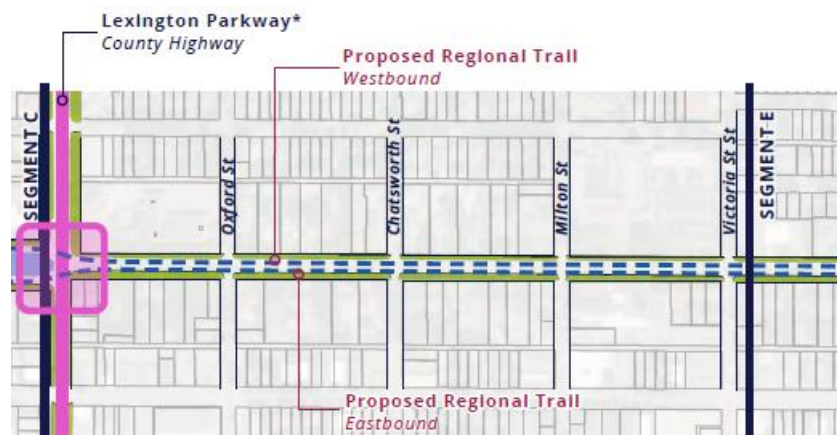 Lexington Parkway*
County Highway
Proposed Regional Trail
Westbound
SEGMENT C
Oxford St
Chatsworth St
Milton St
Victoria St St
SEGMENT E
Proposed Regional Trail
Eastbound